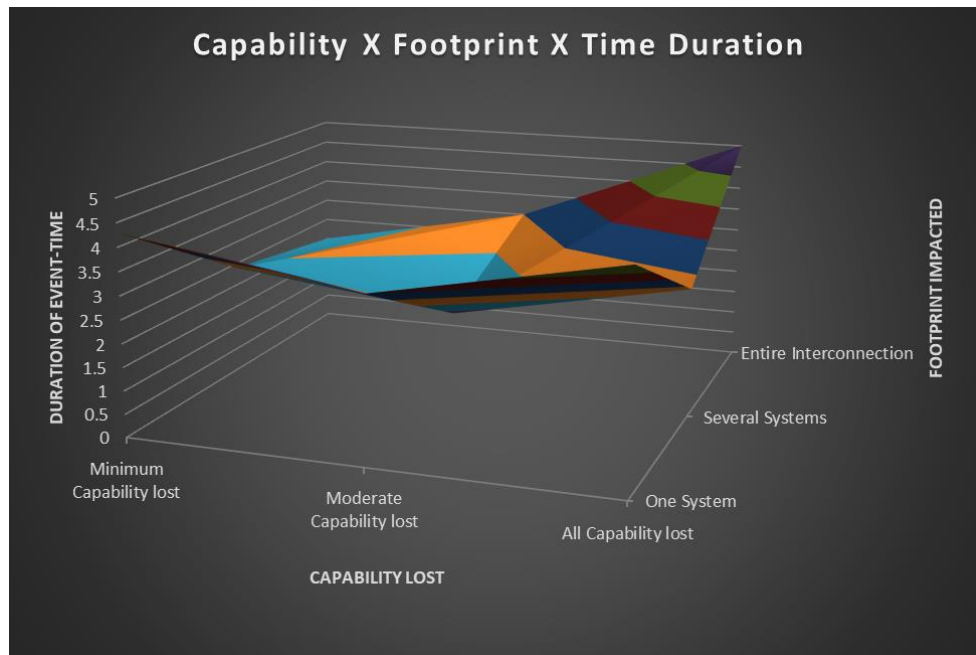 Capability X Footprint X Time Duration
DURATION OF EVENT-TIME
5
4.5
4
3.5
3
2.5
2
1.5
1
0.5
0
Minimum
Capability lost
Moderate
Capability lost
All Capability lost
One System
Several Systems
Entire Interconnection
FOOTPRINT IMPACTED
CAPABILITY LOST